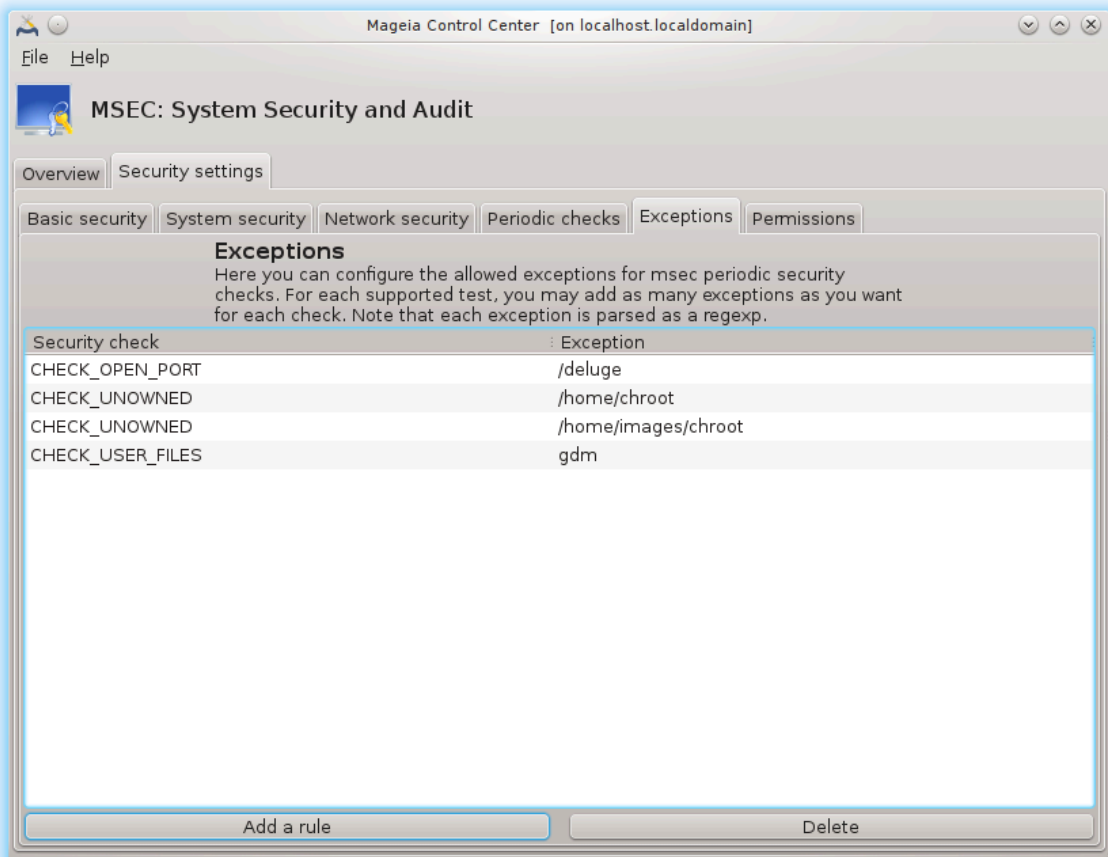 Mageia Control Center [on localhost.localdomain]
File Help
MSEC: System Security and Audit
Overview Security settings
Basic security System security Network security Periodic checks Exceptions Permissions
Exceptions
Here you can configure the allowed exceptions for msec periodic security
checks. For each supported test, you may add as many exceptions as you want
for each check. Note that each exception is parsed as a regexp.
Security check Exception
CHECK_OPEN_PORT /deluge
CHECK_UNOWNED /home/chroot
CHECK_UNOWNED /home/images/chroot
CHECK_USER_FILES gdm
Add a rule Delete